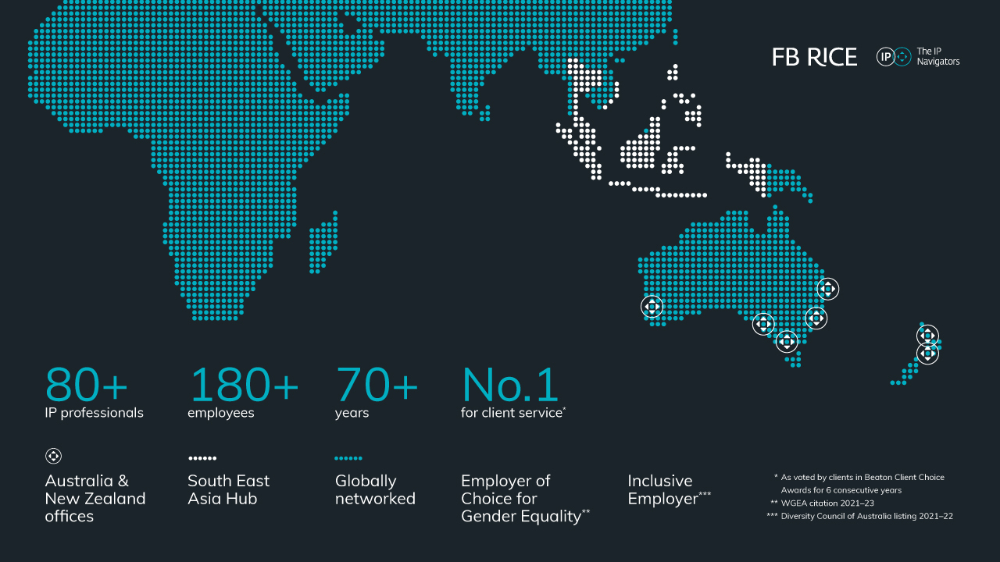 FB RICE
IP
The IP
Navigators
80+
IP professionals
180+
employees
70+
years
No.1
for client service*
Australia &
New Zealand
offices
South East
Asia Hub
Globally
networked
Employer of
Choice for
Gender Equality**
Inclusive
Employer***
* As voted by clients in Beaton Client Choice
Awards for 6 consecutive years
** WGEA citation 2021–23
*** Diversity Council of Australia listing 2021–22